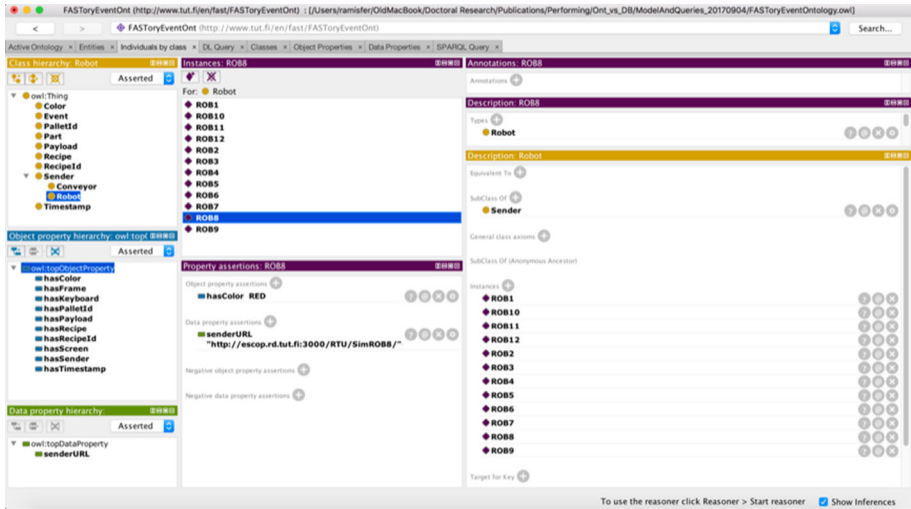 FASToryEventOnt (http://www.tut.fi/en/fast/FASToryEventOnt) : [/Users/ramisfer/OldMacBook/Doctoral Research/Publications/Performing/Ont_vs_DB/ModelAndQueries_20170904/FASToryEventOntology.owl]
< > FASToryEventOnt (http://www.tut.fi/en/fast/FASToryEventOnt) Search...
Active Ontology × Entities × Individuals by class × DL Query × Classes × Object Properties × Data Properties × SPARQL Query ×
Class hierarchy: Robot
Asserted
owl:Thing
Color
Event
PalletId
Part
Payload
Recipe
RecipeId
Sender
Conveyor
Robot
Timestamp
Object property hierarchy: owl:top
Asserted
owl:topObjectProperty
hasColor
hasFrame
hasKeyboard
hasPalletId
hasPayload
hasRecipe
hasRecipeId
hasScreen
hasSender
hasTimestamp
Data property hierarchy:
Asserted
owl:topDataProperty
senderURL
Instances: ROB8
For: Robot
ROB1
ROB10
ROB11
ROB12
ROB2
ROB3
ROB4
ROB5
ROB6
ROB7
ROB8
ROB9
Property assertions: ROB8
Object property assertions
hasColor RED
Data property assertions
senderURL
"http://escop.rd.tut.fi:3000/RTU/SimROB8/"
Negative object property assertions
Negative data property assertions
Annotations: ROB8
Annotations
Description: ROB8
Types
Robot
Description: Robot
Equivalent To
SubClass Of
Sender
General class axioms
SubClass Of (Anonymous Ancestor)
Instances
ROB1
ROB10
ROB11
ROB12
ROB2
ROB3
ROB4
ROB5
ROB6
ROB7
ROB8
ROB9
Target for Key
To use the reasoner click Reasoner > Start reasoner Show Inferences